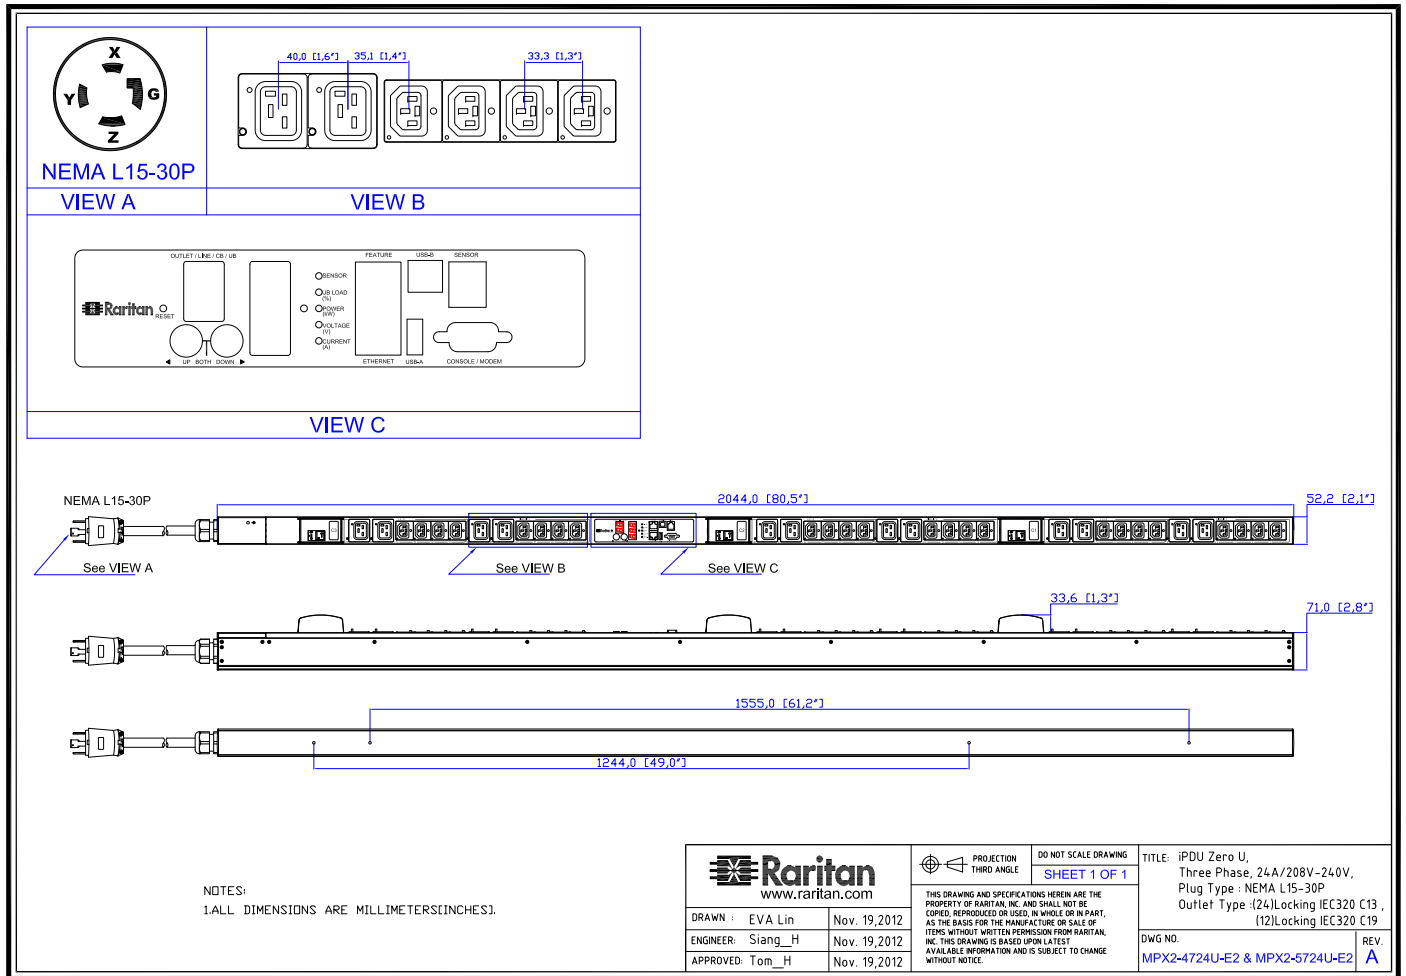 X
Y
G
Z
NEMA L15-30P
VIEW A
40,0 [1,6"]
35,1 [1,4"]
33,3 [1,3"]
VIEW B
OUTLET / LINE / CB / UB
FEATURE
USB-B
SENSOR
Raritan
RESET
SENSOR
UB LOAD
(%)
POWER
(kW)
VOLTAGE
(V)
CURRENT
(A)
UP BOTH DOWN
ETHERNET
USB-A
CONSOLE / MODEM
VIEW C
NEMA L15-30P
2044,0 [80,5"]
52,2 [2,1"]
See VIEW A
See VIEW B
See VIEW C
33,6 [1,3"]
71,0 [2,8"]
1555,0 [61,2"]
1244,0 [49,0"]
NOTES:
1.ALL DIMENSIONS ARE MILLIMETERS[INCHES].
Raritan
www.raritan.com
DRAWN : EVA Lin Nov. 19,2012
ENGINEER: Siang__H Nov. 19,2012
APPROVED: Tom__H Nov. 19,2012
PROJECTION
THIRD ANGLE
DO NOT SCALE DRAWING
SHEET 1 OF 1
THIS DRAWING AND SPECIFICATIONS HEREIN ARE THE
PROPERTY OF RARITAN, INC. AND SHALL NOT BE
COPIED, REPRODUCED OR USED, IN WHOLE OR IN PART,
AS THE BASIS FOR THE MANUFACTURE OR SALE OF
ITEMS WITHOUT WRITTEN PERMISSION FROM RARITAN,
INC. THIS DRAWING IS BASED UPON LATEST
AVAILABLE INFORMATION AND IS SUBJECT TO CHANGE
WITHOUT NOTICE.
TITLE: iPDU Zero U,
Three Phase, 24A/208V-240V,
Plug Type : NEMA L15-30P
Outlet Type :(24)Locking IEC320 C13 ,
(12)Locking IEC320 C19
DWG NO.
MPX2-4724U-E2 & MPX2-5724U-E2
REV.
A